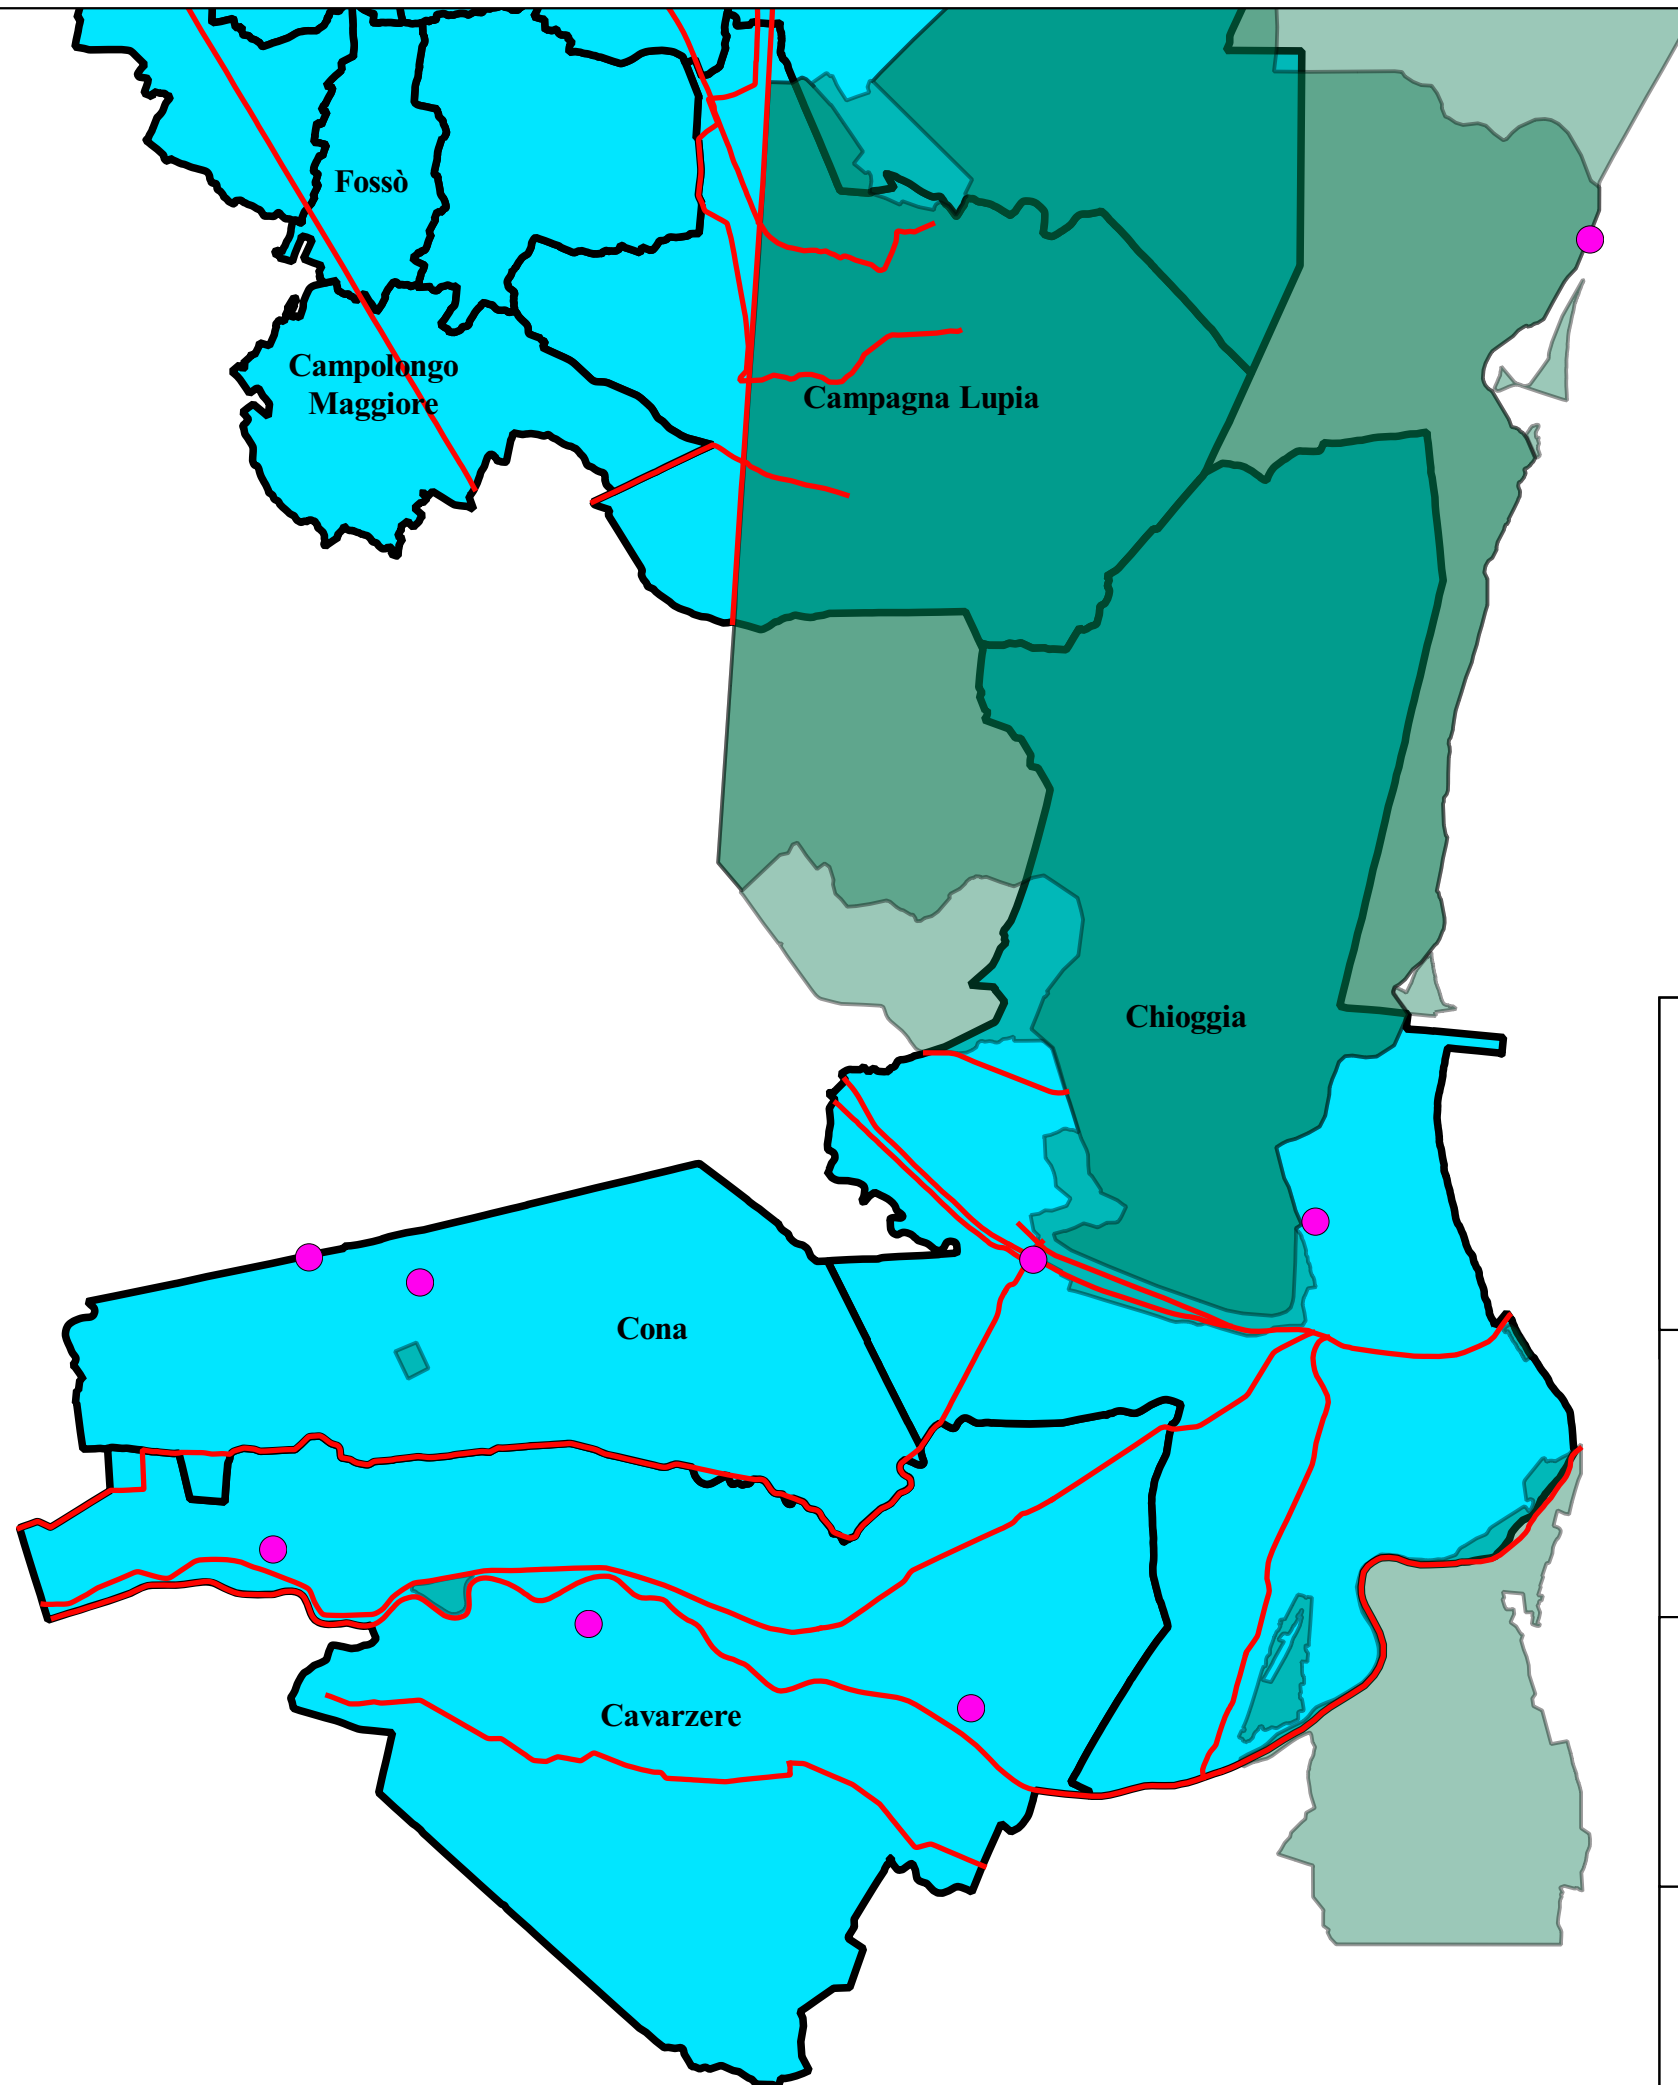 Fossò
Campolongo
Maggiore
Campagna Lupia
Chioggia
Cona
Cavarzere